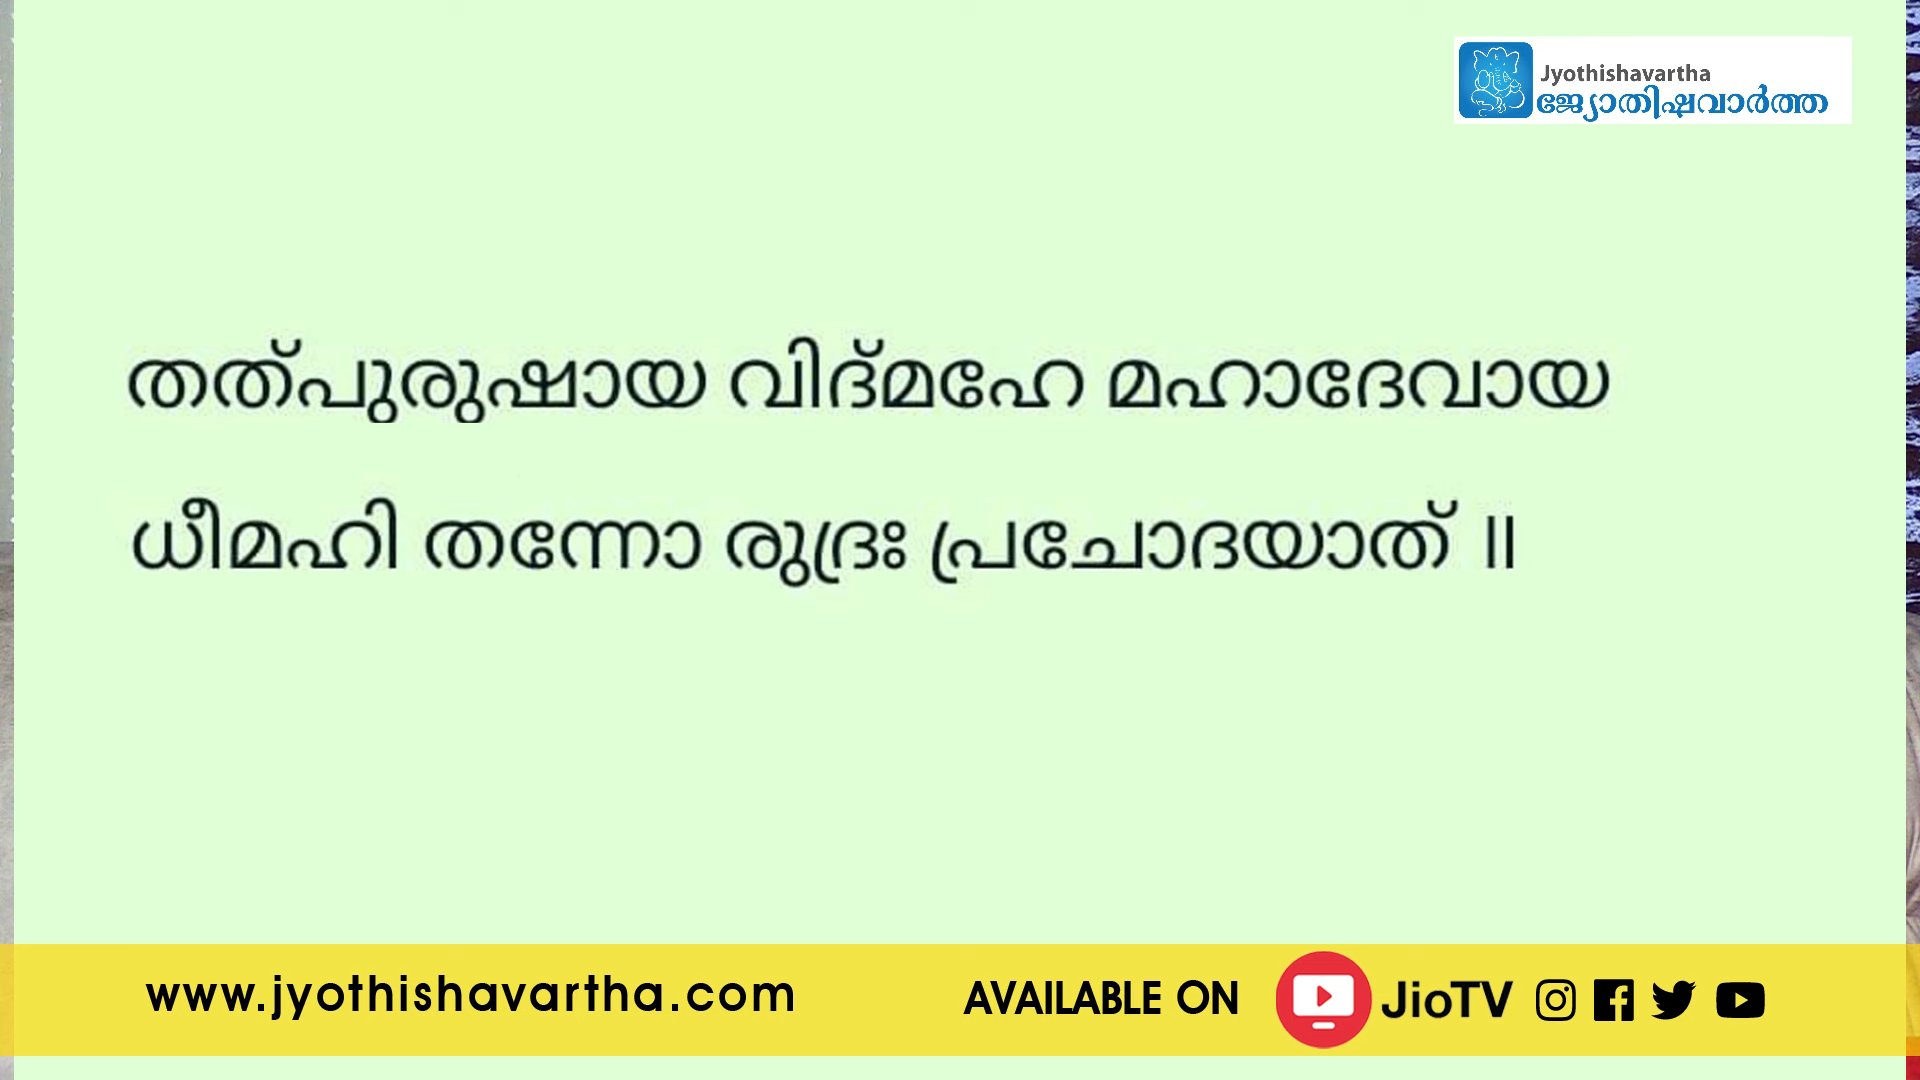 Jyothishavartha
ജ്യോതിഷവാർത്ത
തത്പുരുഷായ വിദ്മഹേ മഹാദേവായ
ധീമഹി തന്നോ രുദ്രഃ പ്രചോദയാത് ॥
www.jyothishavartha.com AVAILABLE ON JioTV